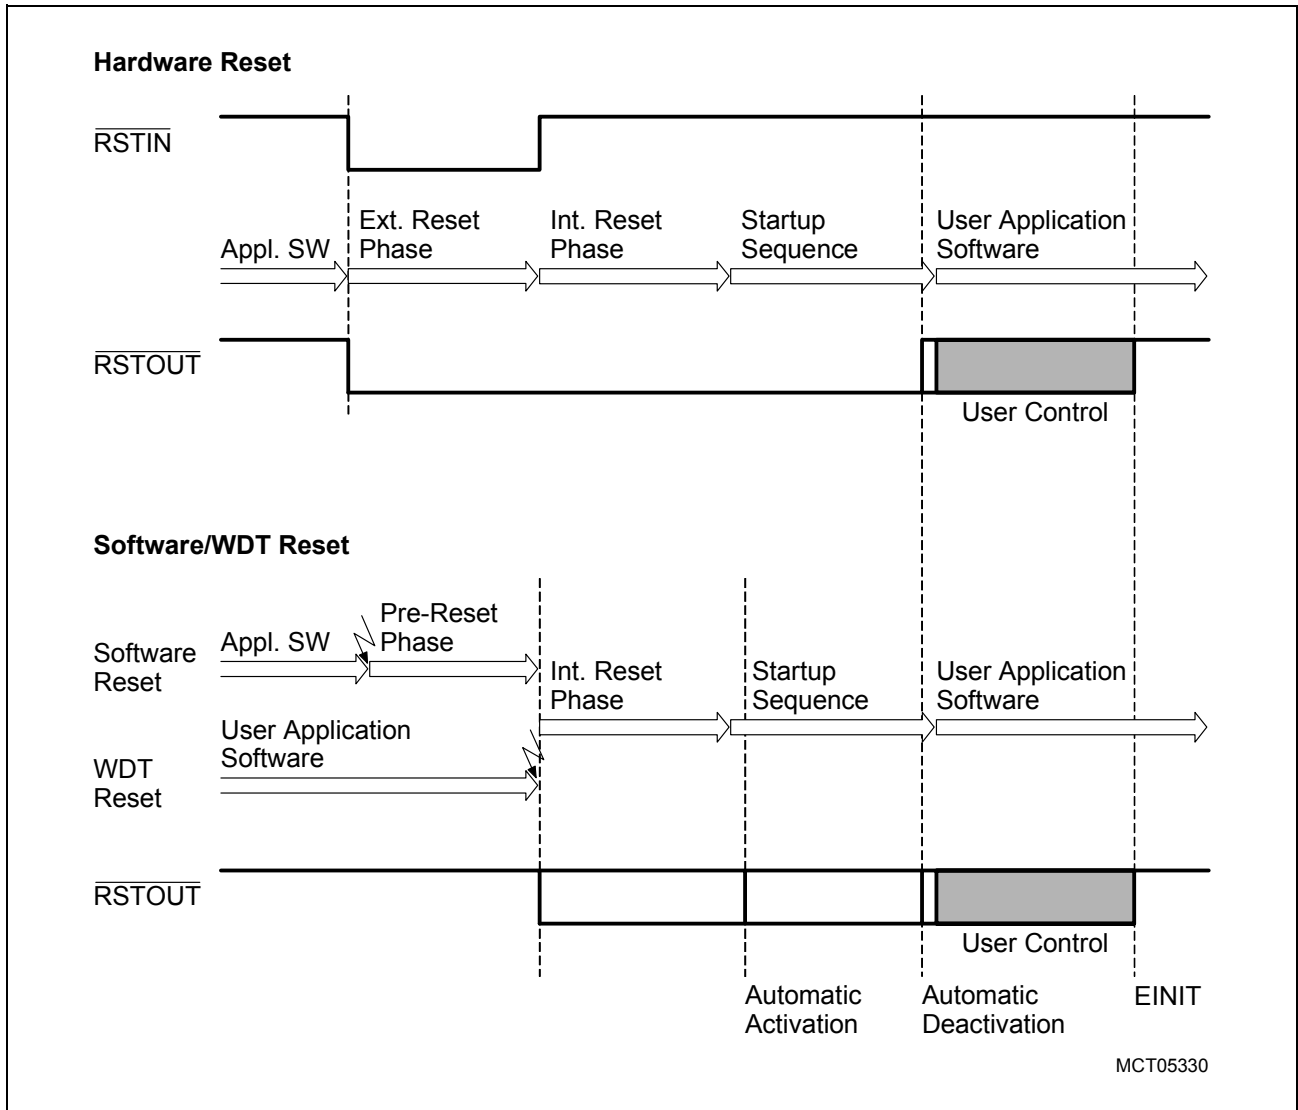 Hardware Reset
RSTIN
Appl. SW
Ext. Reset
Phase
Int. Reset
Phase
Startup
Sequence
User Application
Software
RSTOUT
User Control
Software/WDT Reset
Software
Reset
Appl. SW
Pre-Reset
Phase
Int. Reset
Phase
Startup
Sequence
User Application
Software
WDT
Reset
User Application
Software
RSTOUT
User Control
Automatic
Activation
Automatic
Deactivation
EINIT
MCT05330